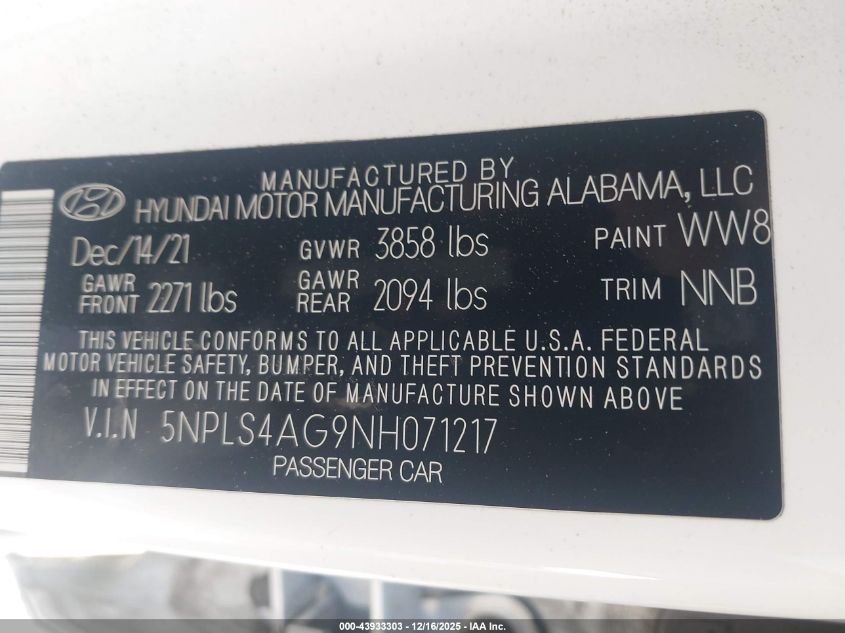 MANUFACTURED BY
HYUNDAI MOTOR MANUFACTURING ALABAMA, LLC
Dec/14/21 GVWR 3858 lbs PAINT WW8
GAWR FRONT 2271 lbs GAWR REAR 2094 lbs TRIM NNB
THIS VEHICLE CONFORMS TO ALL APPLICABLE U.S.A. FEDERAL
MOTOR VEHICLE SAFETY, BUMPER, AND THEFT PREVENTION STANDARDS
IN EFFECT ON THE DATE OF MANUFACTURE SHOWN ABOVE
V.I.N 5NPLS4AG9NH071217
PASSENGER CAR
000-43933303 - 12/16/2025 - IAA Inc.